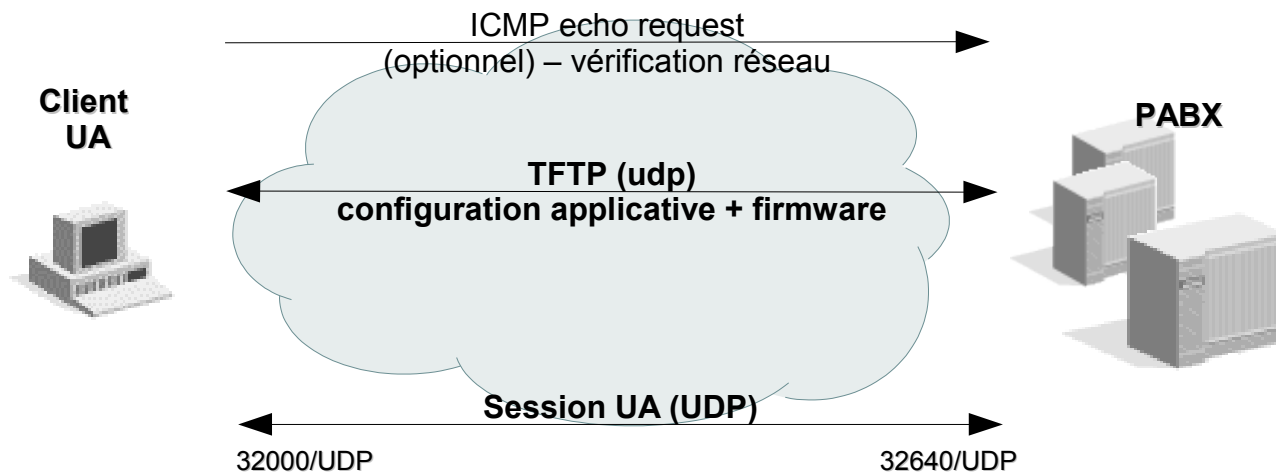 ICMP echo request
(optionnel) – vérification réseau
Client
UA
PABX
TFTP (udp)
configuration applicative + firmware
Session UA (UDP)
32000/UDP
32640/UDP